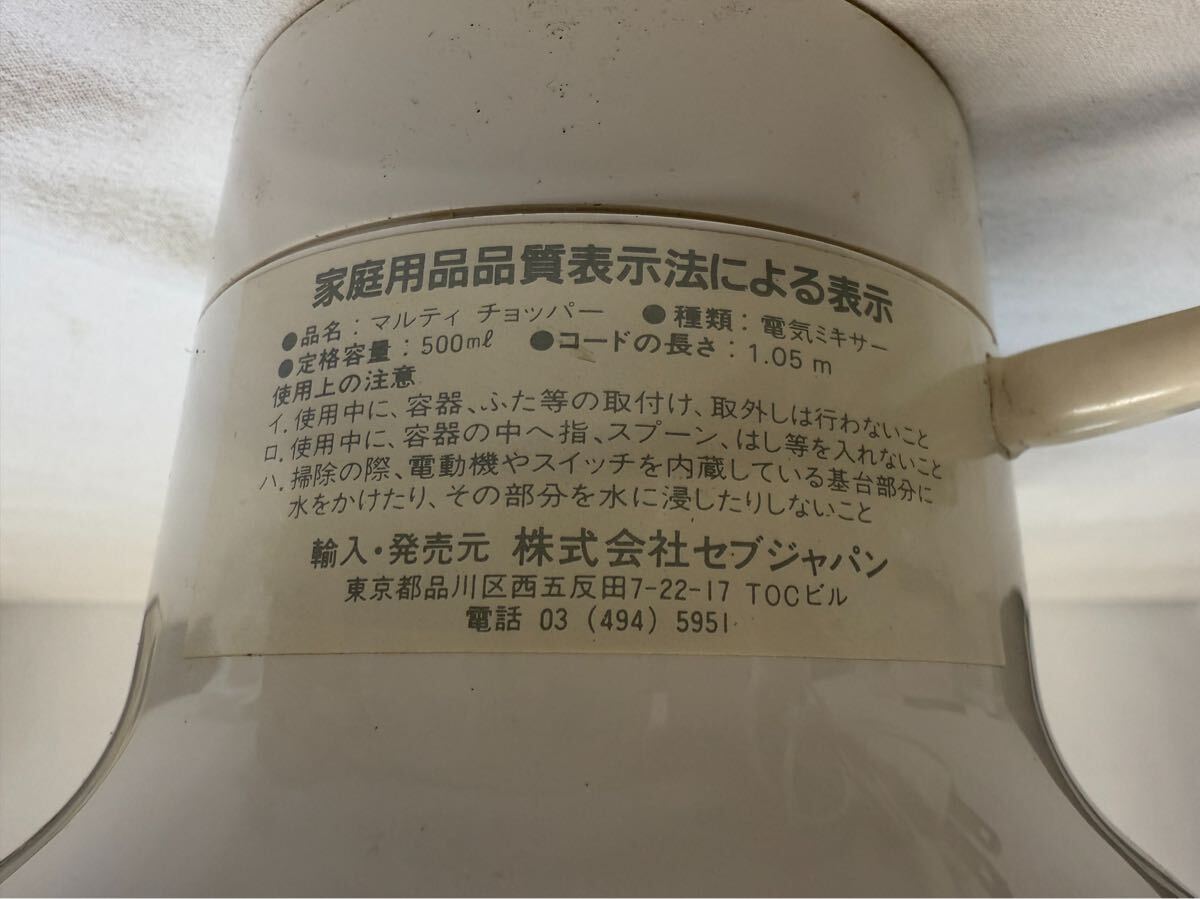 家庭用品品質表示法による表示
●品名：マルティ チョッパー ●種類：電気ミキサー
●定格容量：500mℓ ●コードの長さ：1.05m
使用上の注意
イ.使用中に、容器、ふた等の取付け、取外しは行わないこと
ロ.使用中に、容器の中へ指、スプーン、はし等を入れないこと
ハ.掃除の際、電動機やスイッチを内蔵している基台部分に
水をかけたり、その部分を水に浸したりしないこと
輸入・発売元 株式会社セブジャパン
東京都品川区西五反田7-22-17 TOCビル
電話 03 (494) 5951